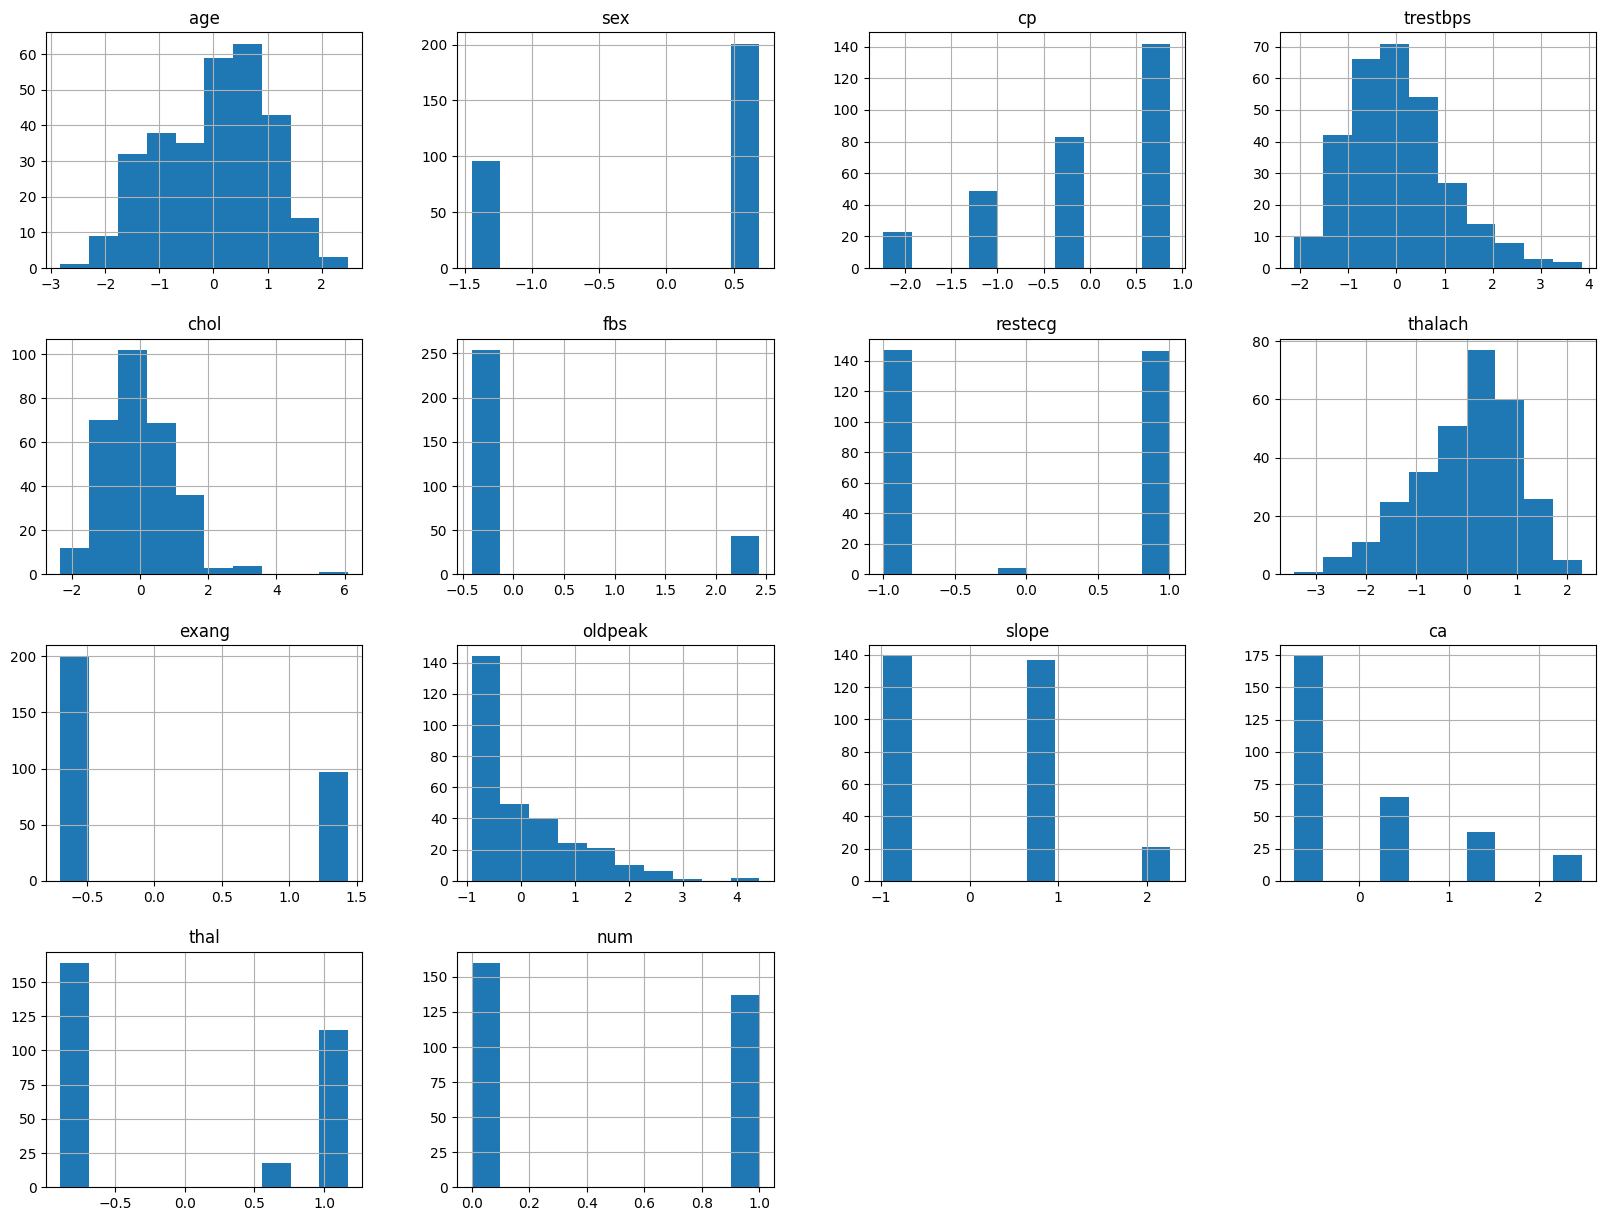 age sex cp trestbps
60 50 40 30 20 10 0
−3 −2 −1 0 1 2
200 150 100 50 0
−1.5 −1.0 −0.5 0.0 0.5
140 120 100 80 60 40 20 0
−2.0 −1.5 −1.0 −0.5 0.0 0.5 1.0
70 60 50 40 30 20 10 0
−2 −1 0 1 2 3 4
chol fbs restecg thalach
100 80 60 40 20 0
−2 0 2 4 6
250 200 150 100 50 0
−0.5 0.0 0.5 1.0 1.5 2.0 2.5
140 120 100 80 60 40 20 0
−1.0 −0.5 0.0 0.5 1.0
80 60 40 20 0
−3 −2 −1 0 1 2
exang oldpeak slope ca
200 150 100 50 0
−0.5 0.0 0.5 1.0 1.5
140 120 100 80 60 40 20 0
−1 0 1 2 3 4
140 120 100 80 60 40 20 0
−1 0 1 2
175 150 125 100 75 50 25 0
0 1 2
thal num
150 125 100 75 50 25 0
−0.5 0.0 0.5 1.0
150 125 100 75 50 25 0
0.0 0.2 0.4 0.6 0.8 1.0